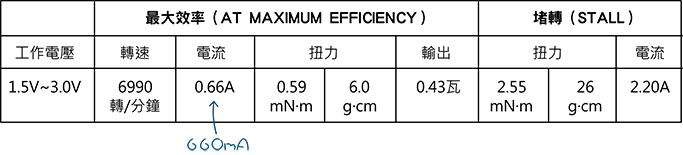 最大效率（AT MAXIMUM EFFICIENCY） 堵轉（STALL）
工作電壓 轉速 電流 扭力 輸出 扭力 電流
1.5V~3.0V 6990 0.66A 0.59 6.0 0.43瓦 2.55 26 2.20A
轉/分鐘 mN·m g·cm mN·m g·cm
660mA